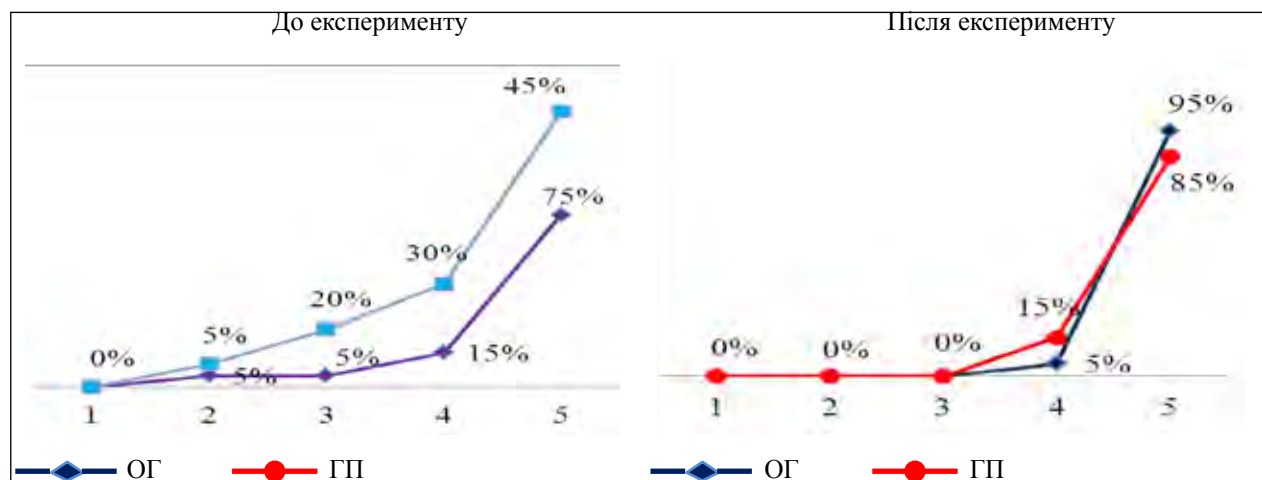 До експерименту
45%
75%
30%
20%
5%
0%
5%
5%
15%
1 2 3 4 5
ОГ ГП
Після експерименту
95%
85%
15%
0% 0% 0%
5%
1 2 3 4 5
ОГ ГП